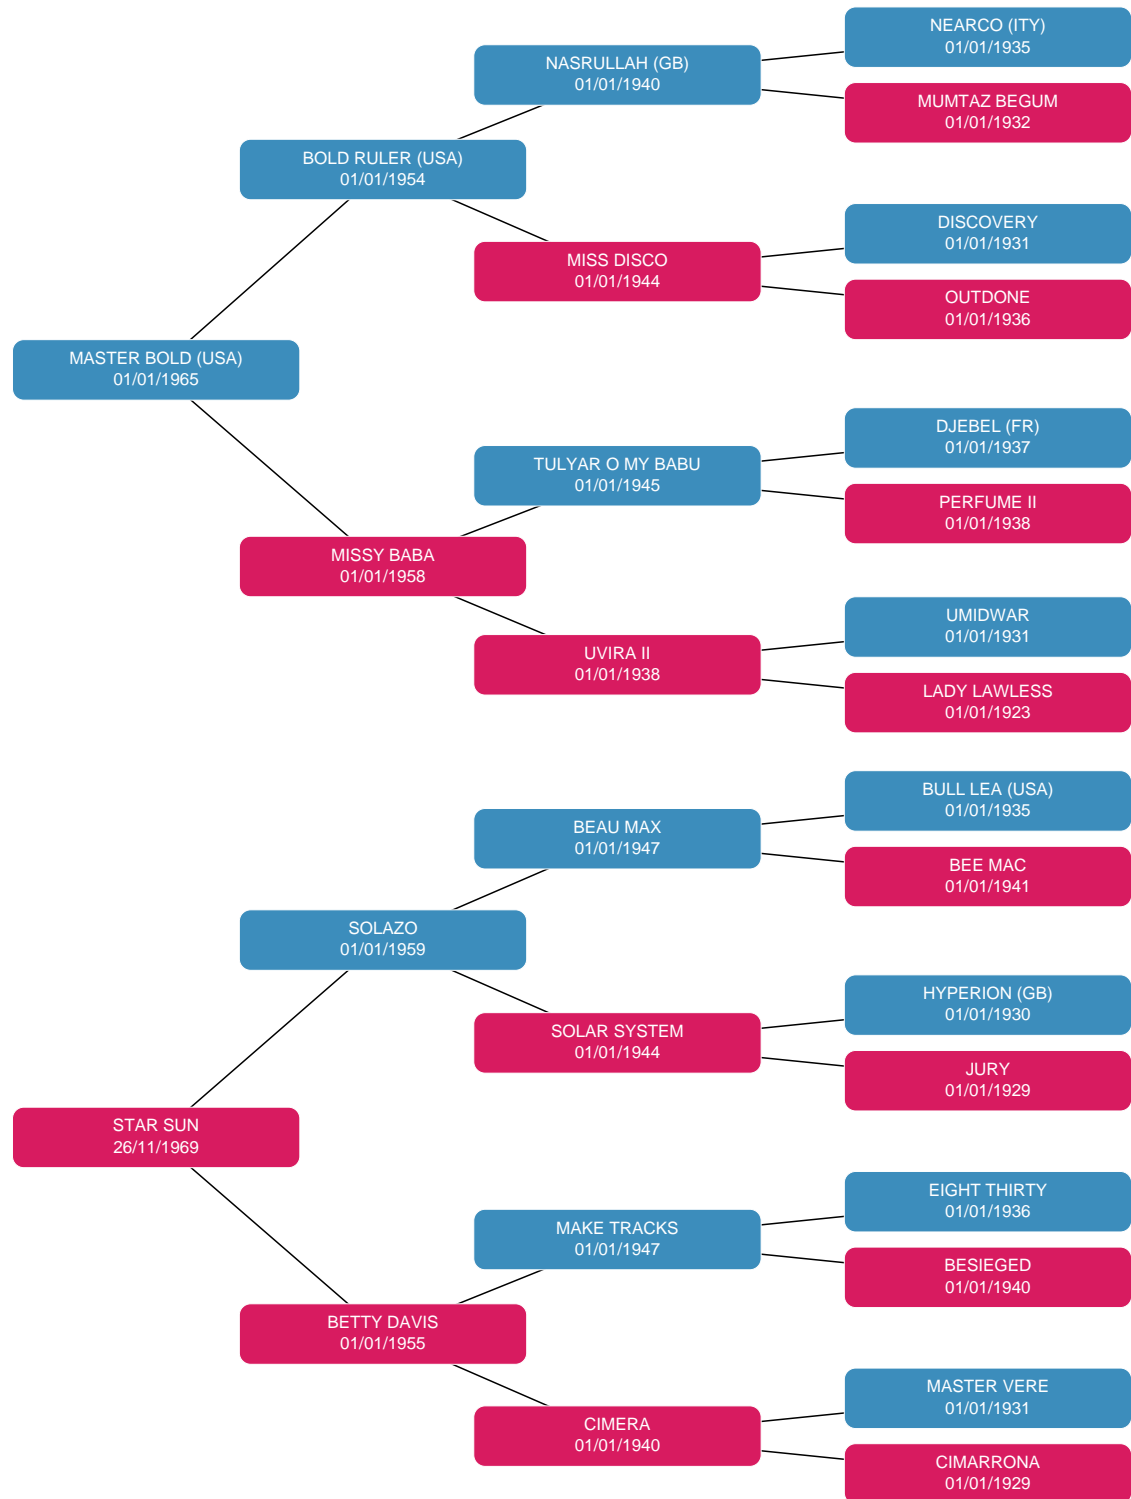 NEARCO (ITY)
01/01/1935
NASRULLAH (GB)
01/01/1940
MUMTAZ BEGUM
01/01/1932
BOLD RULER (USA)
01/01/1954
DISCOVERY
01/01/1931
MISS DISCO
01/01/1944
OUTDONE
01/01/1936
MASTER BOLD (USA)
01/01/1965
DJEBEL (FR)
01/01/1937
TULYAR O MY BABU
01/01/1945
PERFUME II
01/01/1938
MISSY BABA
01/01/1958
UMIDWAR
01/01/1931
UVIRA II
01/01/1938
LADY LAWLESS
01/01/1923
BULL LEA (USA)
01/01/1935
BEAU MAX
01/01/1947
BEE MAC
01/01/1941
SOLAZO
01/01/1959
HYPERION (GB)
01/01/1930
SOLAR SYSTEM
01/01/1944
JURY
01/01/1929
STAR SUN
26/11/1969
EIGHT THIRTY
01/01/1936
MAKE TRACKS
01/01/1947
BESIEGED
01/01/1940
BETTY DAVIS
01/01/1955
MASTER VERE
01/01/1931
CIMERA
01/01/1940
CIMARRONA
01/01/1929